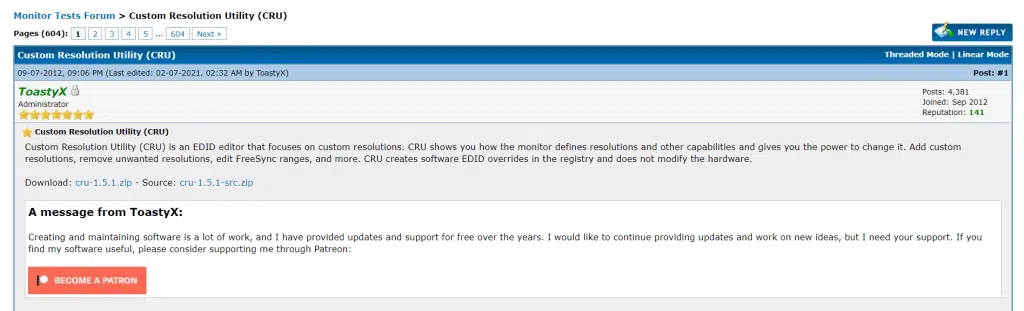 Monitor Tests Forum > Custom Resolution Utility (CRU)
Pages (604): 1 2 3 4 5 ... 604 Next »
NEW REPLY
Custom Resolution Utility (CRU) Threaded Mode | Linear Mode
09-07-2012, 09:06 PM (Last edited: 02-07-2021, 02:32 AM by ToastyX) Post: #1
ToastyX
Administrator
Posts: 4,381
Joined: Sep 2012
Reputation: 141
Custom Resolution Utility (CRU)
Custom Resolution Utility (CRU) is an EDID editor that focuses on custom resolutions. CRU shows you how the monitor defines resolutions and other capabilities and gives you the power to change it. Add custom
resolutions, remove unwanted resolutions, edit FreeSync ranges, and more. CRU creates software EDID overrides in the registry and does not modify the hardware.
Download: cru-1.5.1.zip - Source: cru-1.5.1-src.zip
A message from ToastyX:
Creating and maintaining software is a lot of work, and I have provided updates and support for free over the years. I would like to continue providing updates and work on new ideas, but I need your support. If you
find my software useful, please consider supporting me through Patreon:
BECOME A PATRON